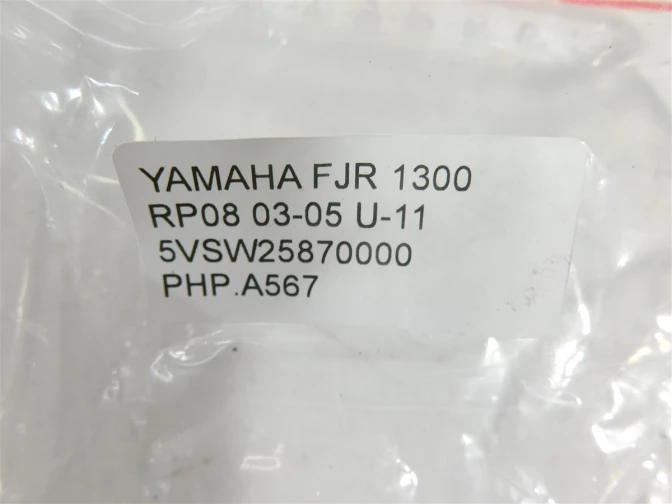 YAMAHA FJR 1300
RP08 03-05 U-11
5VSW25870000
PHP.A567